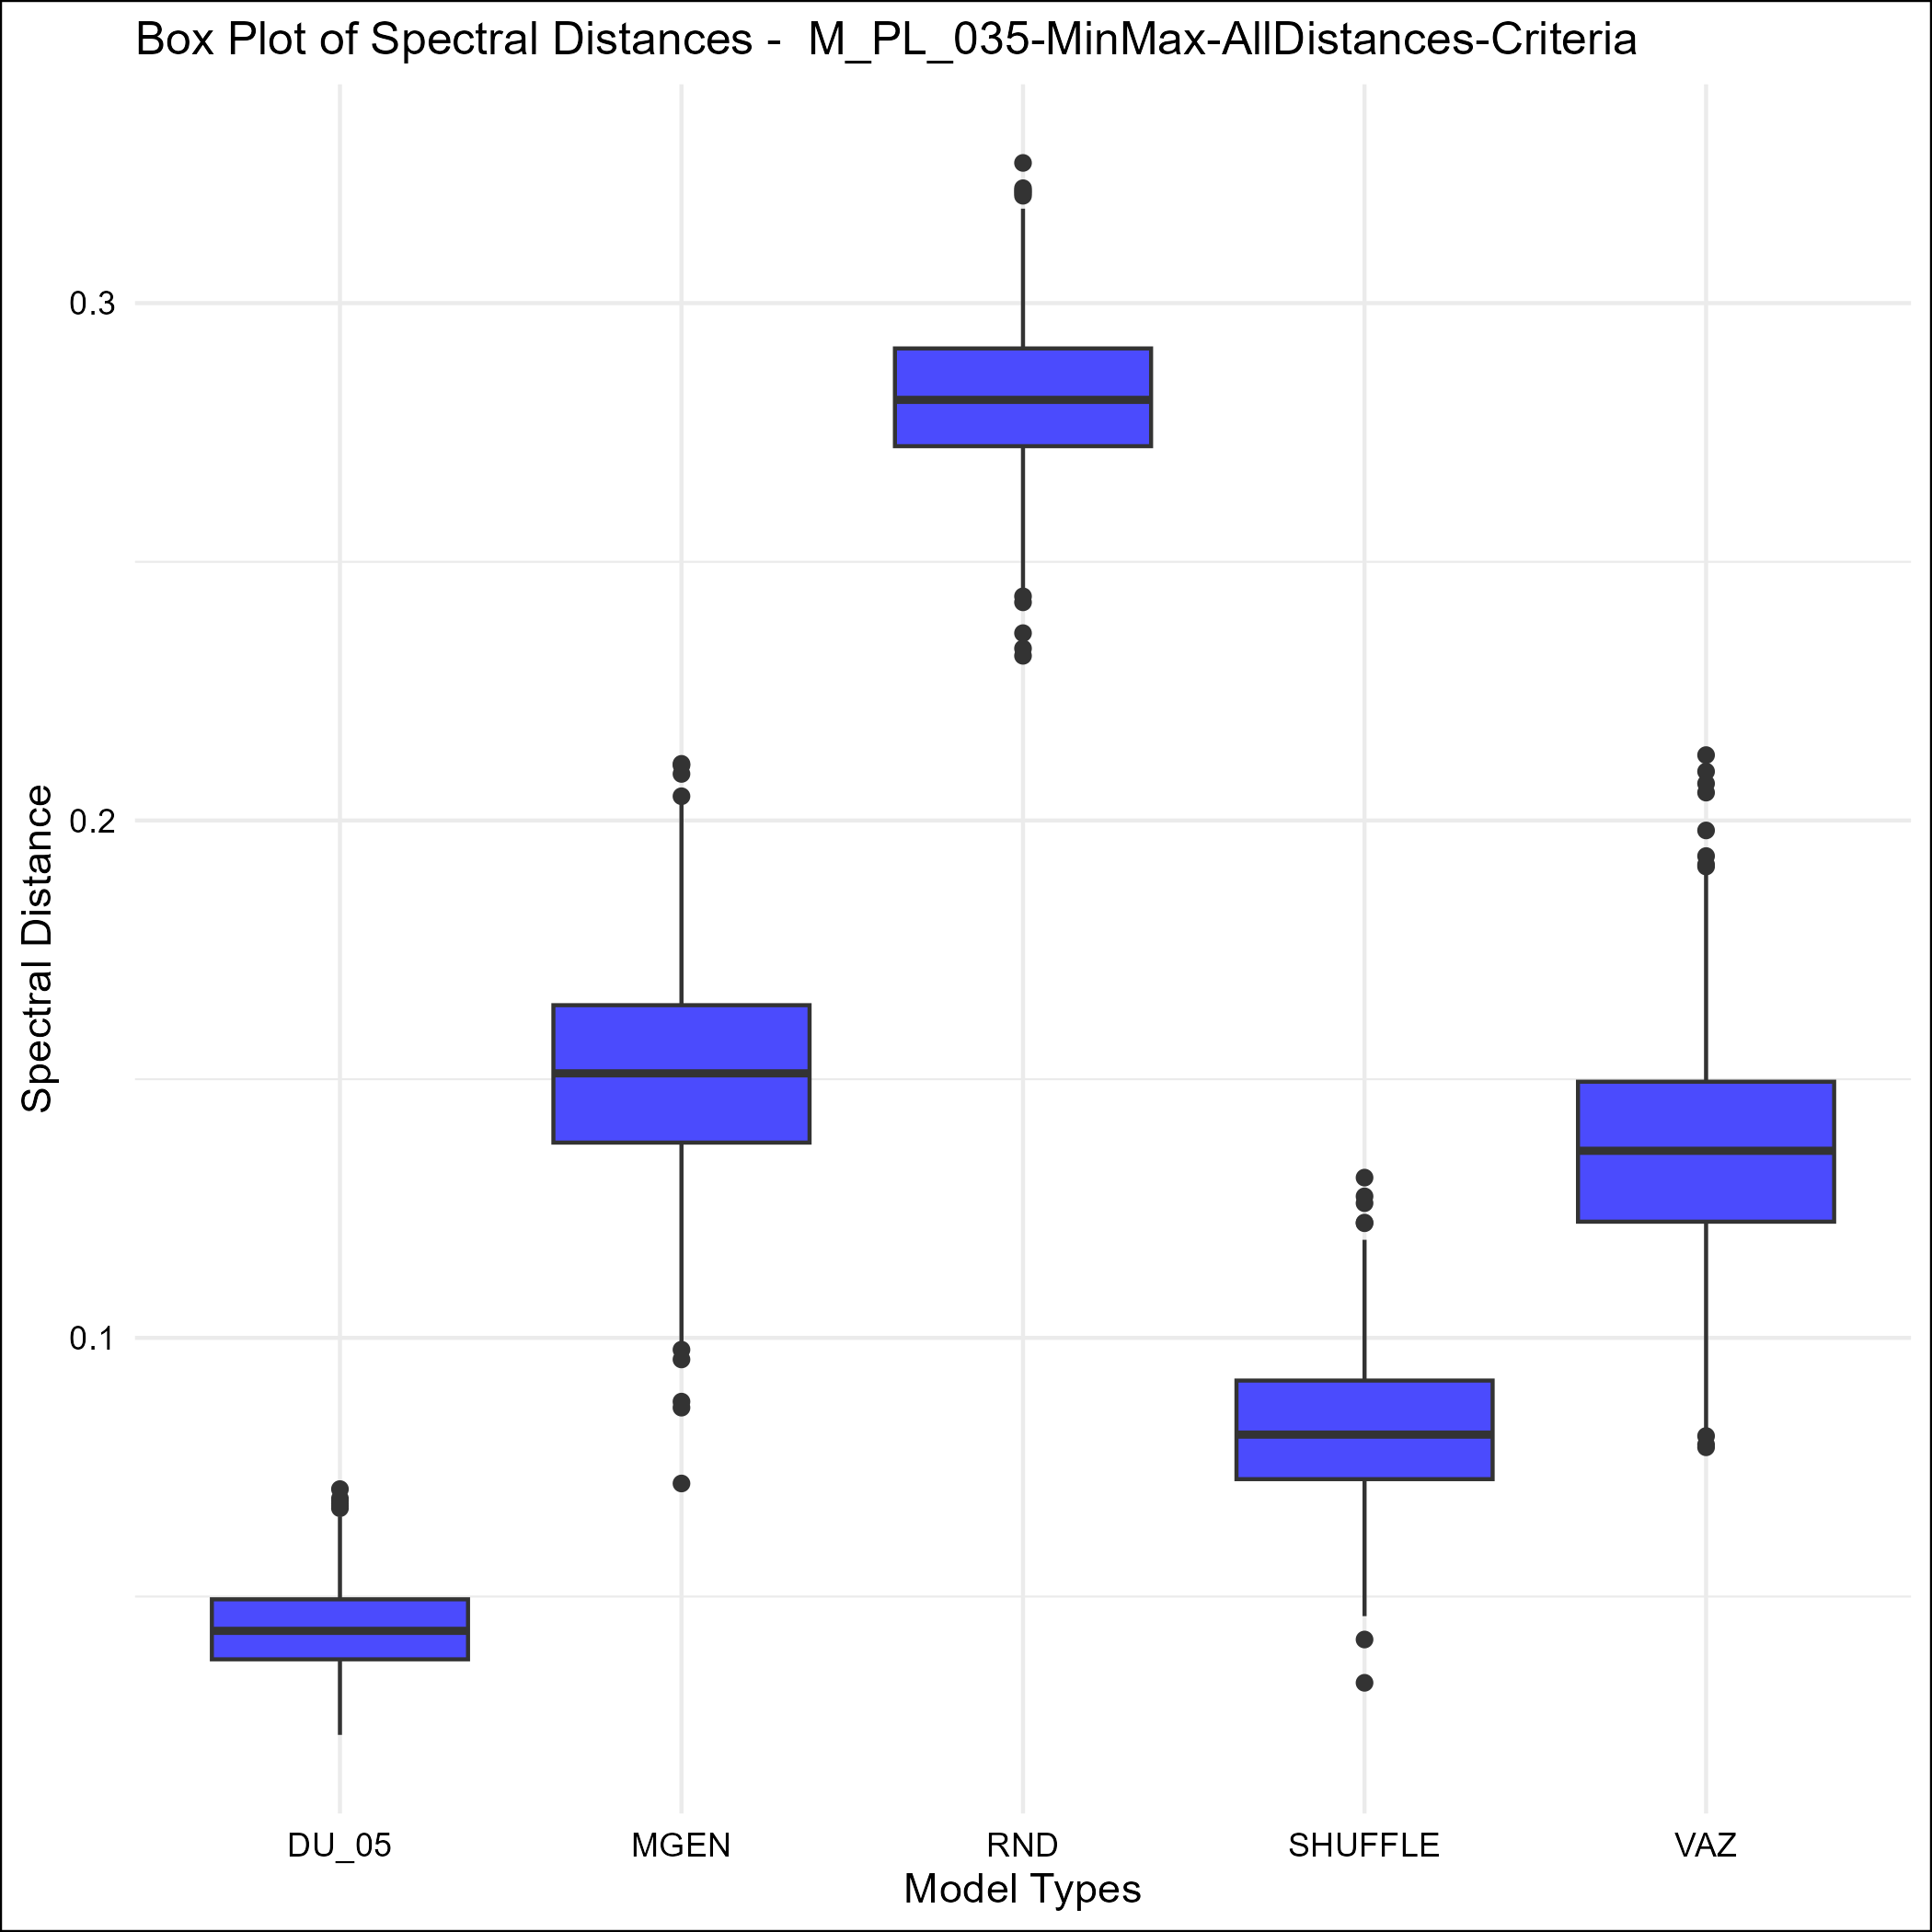 Box Plot of Spectral Distances -  M_PL_035-MinMax-AllDistances-Criteria
Spectral Distance
0.3
0.2
0.1
DU_05 MGEN RND SHUFFLE VAZ
Model Types